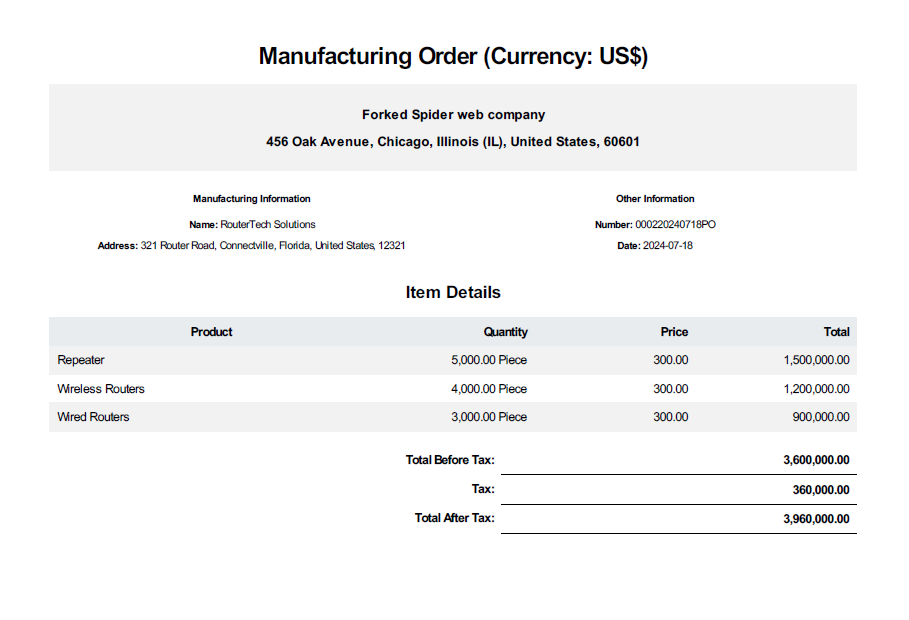 Manufacturing Order (Currency: US$)
Forked Spider web company
456 Oak Avenue, Chicago, Illinois (IL), United States, 60601
Manufacturing Information
Name: RouterTech Solutions
Address: 321 Router Road, Connectville, Florida, United States, 12321
Other Information
Number: 000220240718PO
Date: 2024-07-18
Item Details
Product Quantity Price Total
Repeater 5,000.00 Piece 300.00 1,500,000.00
Wireless Routers 4,000.00 Piece 300.00 1,200,000.00
Wired Routers 3,000.00 Piece 300.00 900,000.00
Total Before Tax: 3,600,000.00
Tax: 360,000.00
Total After Tax: 3,960,000.00